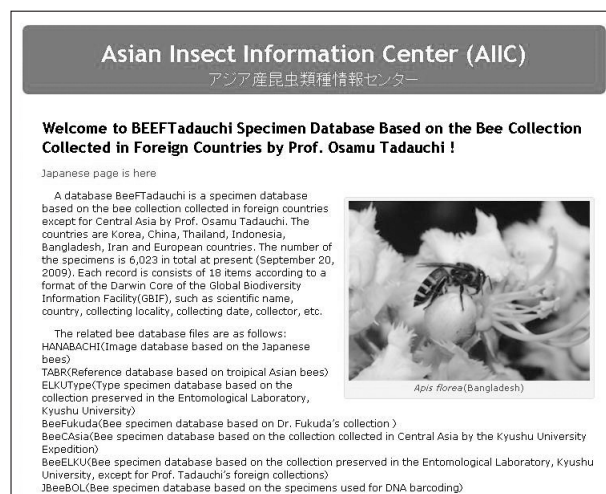 Asian Insect Information Center (AIIC)
アジア産昆虫類種情報センター
Welcome to BEEFTadauchi Specimen Database Based on the Bee Collection
Collected in Foreign Countries by Prof. Osamu Tadauchi !
Japanese page is here
A database BeeFTadauchi is a specimen database
based on the bee collection collected in foreign countries
except for Central Asia by Prof. Osamu Tadauchi. The
countries are Korea, China, Thailand, Indonesia,
Bangladesh, Iran and European countries. The number of
the specimens is 6,023 in total at present (September 20,
2009). Each record is consists of 18 items according to a
format of the Darwin Core of the Global Biodiversity
Information Facility(GBIF), such as scientific name,
country, collecting locality, collecting date, collector, etc.
Apis florea(Bangladesh)
The related bee database files are as follows:
HANABACHI(Image database based on the Japanese
bees)
TABR(Reference database based on troipical Asian bees)
ELKUType(Type specimen database based on the
collection preserved in the Entomological Laboratory,
Kyushu University)
BeeFukuda(Bee specimen database based on Dr. Fukuda's collection )
BeeCAsia(Bee specimen database based on the collection collected in Central Asia by the Kyushu University
Expedition)
BeeELKU(Bee specimen database based on the collection preserved in the Entomological Laboratory, Kyushu
University, except for Prof. Tadauchi's foreign collections)
JBeeBOL(Bee specimen database based on the specimens used for DNA barcoding)